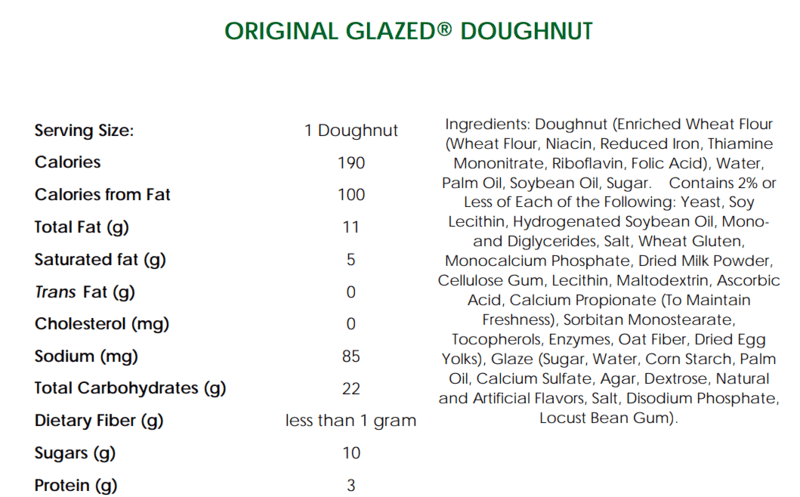 ORIGINAL GLAZED® DOUGHNUT
Serving Size: 1 Doughnut
Calories 190
Calories from Fat 100
Total Fat (g) 11
Saturated fat (g) 5
Trans Fat (g) 0
Cholesterol (mg) 0
Sodium (mg) 85
Total Carbohydrates (g) 22
Dietary Fiber (g) less than 1 gram
Sugars (g) 10
Protein (g) 3
Ingredients: Doughnut (Enriched Wheat Flour
(Wheat Flour, Niacin, Reduced Iron, Thiamine
Mononitrate, Riboflavin, Folic Acid), Water,
Palm Oil, Soybean Oil, Sugar. Contains 2% or
Less of Each of the Following: Yeast, Soy
Lecithin, Hydrogenated Soybean Oil, Mono-
and Diglycerides, Salt, Wheat Gluten,
Monocalcium Phosphate, Dried Milk Powder,
Cellulose Gum, Lecithin, Maltodextrin, Ascorbic
Acid, Calcium Propionate (To Maintain
Freshness), Sorbitan Monostearate,
Tocopherols, Enzymes, Oat Fiber, Dried Egg
Yolks), Glaze (Sugar, Water, Corn Starch, Palm
Oil, Calcium Sulfate, Agar, Dextrose, Natural
and Artificial Flavors, Salt, Disodium Phosphate,
Locust Bean Gum).